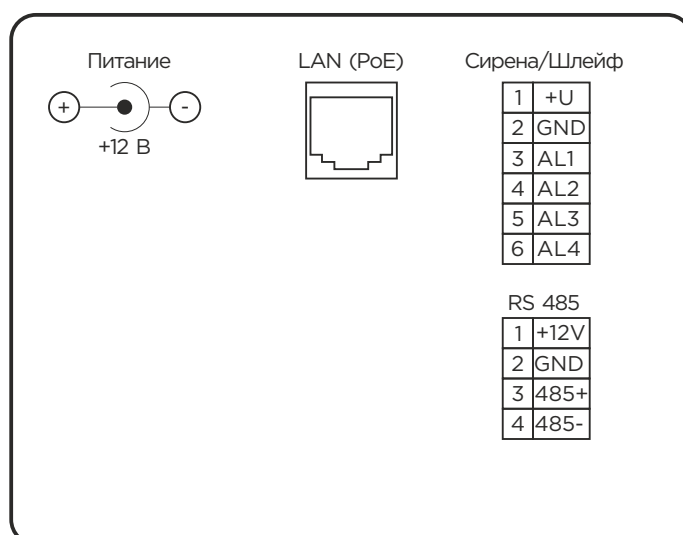 Питание
+ -
+12 В
LAN (PoE)
Сирена/Шлейф
1 +U
2 GND
3 AL1
4 AL2
5 AL3
6 AL4
RS 485
1 +12V
2 GND
3 485+
4 485-